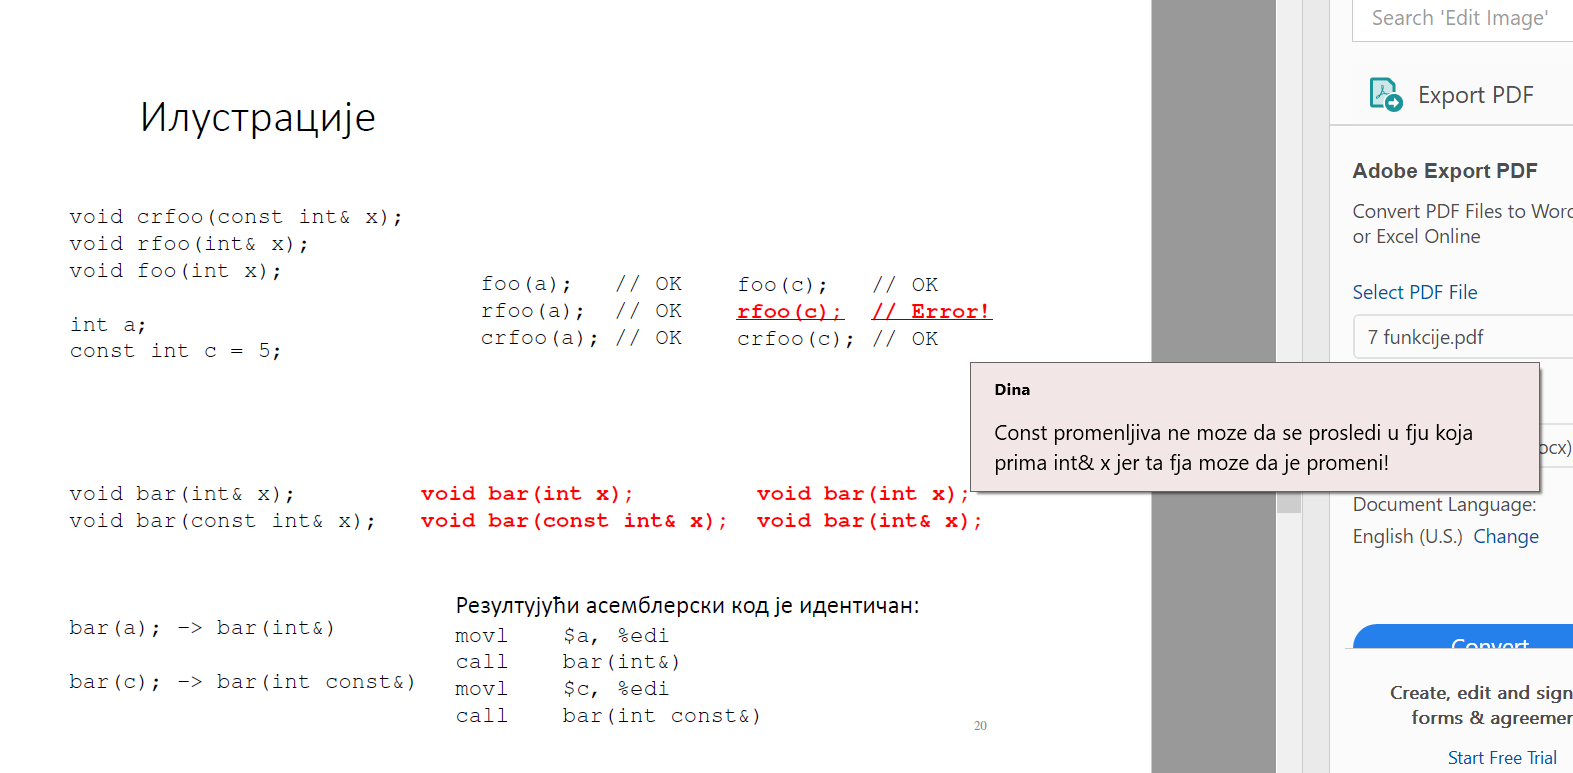 Илустрације
void crfoo(const int& x);
void rfoo(int& x);
void foo(int x);
int a;
const int c = 5;
foo(a); // OK
rfoo(a); // OK
crfoo(a); // OK
foo(c); // OK
rfoo(c); // Error!
crfoo(c); // OK
void bar(int& x);
void bar(const int& x);
void bar(int x);
void bar(const int& x);
void bar(int x);
void bar(int& x);
bar(a); -> bar(int&)
bar(c); -> bar(int const&)
Резултујући асемблерски код је идентичан:
movl $a, %edi
call bar(int&)
movl $c, %edi
call bar(int const&)
20
Dina
Const promenljiva ne moze da se prosledi u fju koja
prima int& x jer ta fja moze da je promeni!
Search 'Edit Image'
Export PDF
Adobe Export PDF
Convert PDF Files to Word
or Excel Online
Select PDF File
7 funkcije.pdf
ocx)
Document Language:
English (U.S.) Change
Convert
Create, edit and sign
forms & agreemen
Start Free Trial